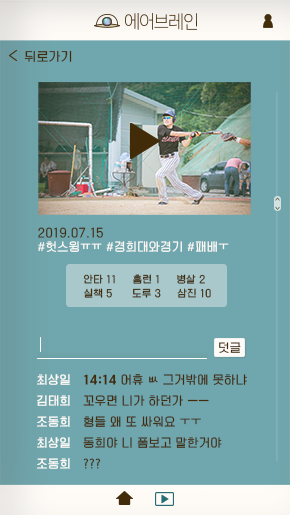 에어브레인
< 뒤로가기
2019.07.15
#헛스윙ㅠㅠ #경희대와경기 #패배ㅜ
안타 11 홈런 1 병살 2
실책 5 도루 3 삼진 10
덧글
최상일 14:14 어휴 ㅄ 그거밖에 못하냐
김태희 꼬우면 니가 하던가 ㅡㅡ
조동희 형들 왜 또 싸워요 ㅜㅜ
최상일 동희야 니 폼보고 말한거야
조동희 ???